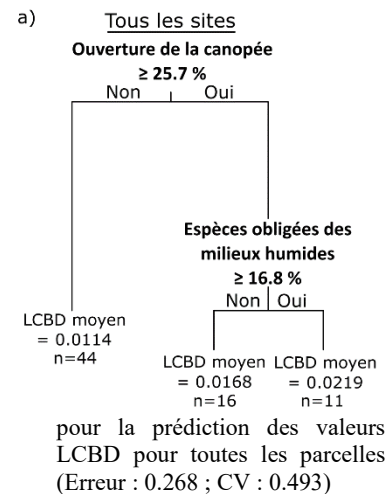 a)
Tous les sites
Ouverture de la canopée
≥ 25.7 %
Non Oui
Espèces obligées des
milieux humides
≥ 16.8 %
Non Oui
LCBD moyen
= 0.0114
n=44
LCBD moyen LCBD moyen
= 0.0168 = 0.0219
n=16 n=11
pour la prédiction des valeurs
LCBD pour toutes les parcelles
(Erreur : 0.268 ; CV : 0.493)